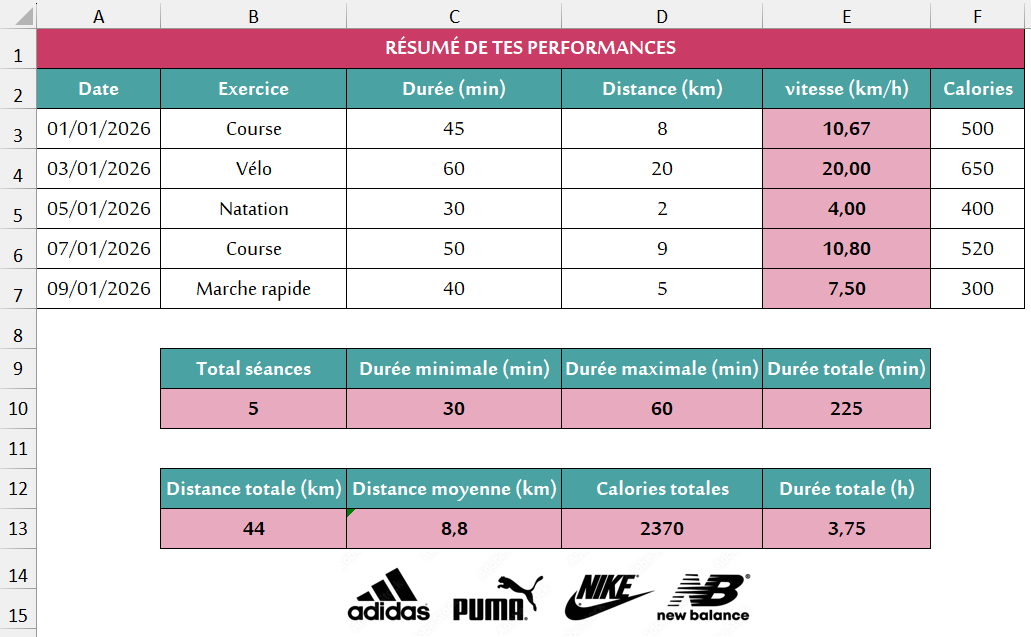 A B C D E F
1 RÉSUMÉ DE TES PERFORMANCES
2 Date Exercice Durée (min) Distance (km) vitesse (km/h) Calories
3 01/01/2026 Course 45 8 10,67 500
4 03/01/2026 Vélo 60 20 20,00 650
5 05/01/2026 Natation 30 2 4,00 400
6 07/01/2026 Course 50 9 10,80 520
7 09/01/2026 Marche rapide 40 5 7,50 300
8
9 Total séances Durée minimale (min) Durée maximale (min) Durée totale (min)
10 5 30 60 225
11
12 Distance totale (km) Distance moyenne (km) Calories totales Durée totale (h)
13 44 8,8 2370 3,75
14
15 adidas PUMA NIKE NB new balance